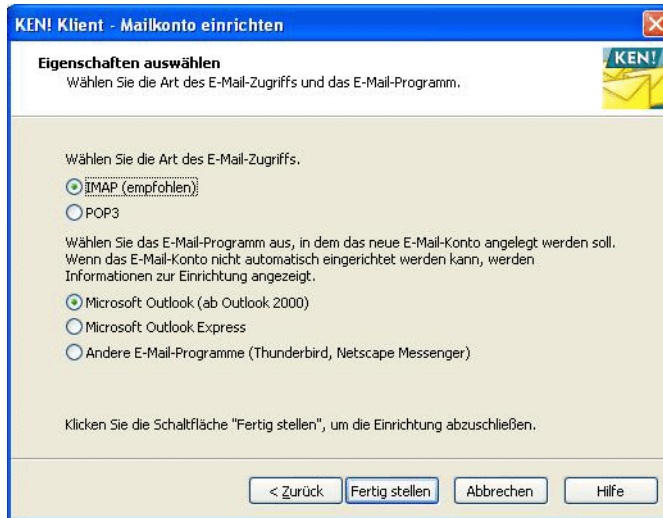 KEN! Klient - Mailkonto einrichten
Eigenschaften auswählen
Wählen Sie die Art des E-Mail-Zugriffs und das E-Mail-Programm.
KEN!
Wählen Sie die Art des E-Mail-Zugriffs.
IMAP (empfohlen)
POP3
Wählen Sie das E-Mail-Programm aus, in dem das neue E-Mail-Konto angelegt werden soll.
Wenn das E-Mail-Konto nicht automatisch eingerichtet werden kann, werden
Informationen zur Einrichtung angezeigt.
Microsoft Outlook (ab Outlook 2000)
Microsoft Outlook Express
Andere E-Mail-Programme (Thunderbird, Netscape Messenger)
Klicken Sie die Schaltfläche "Fertig stellen", um die Einrichtung abzuschließen.
< Zurück Fertig stellen Abbrechen Hilfe